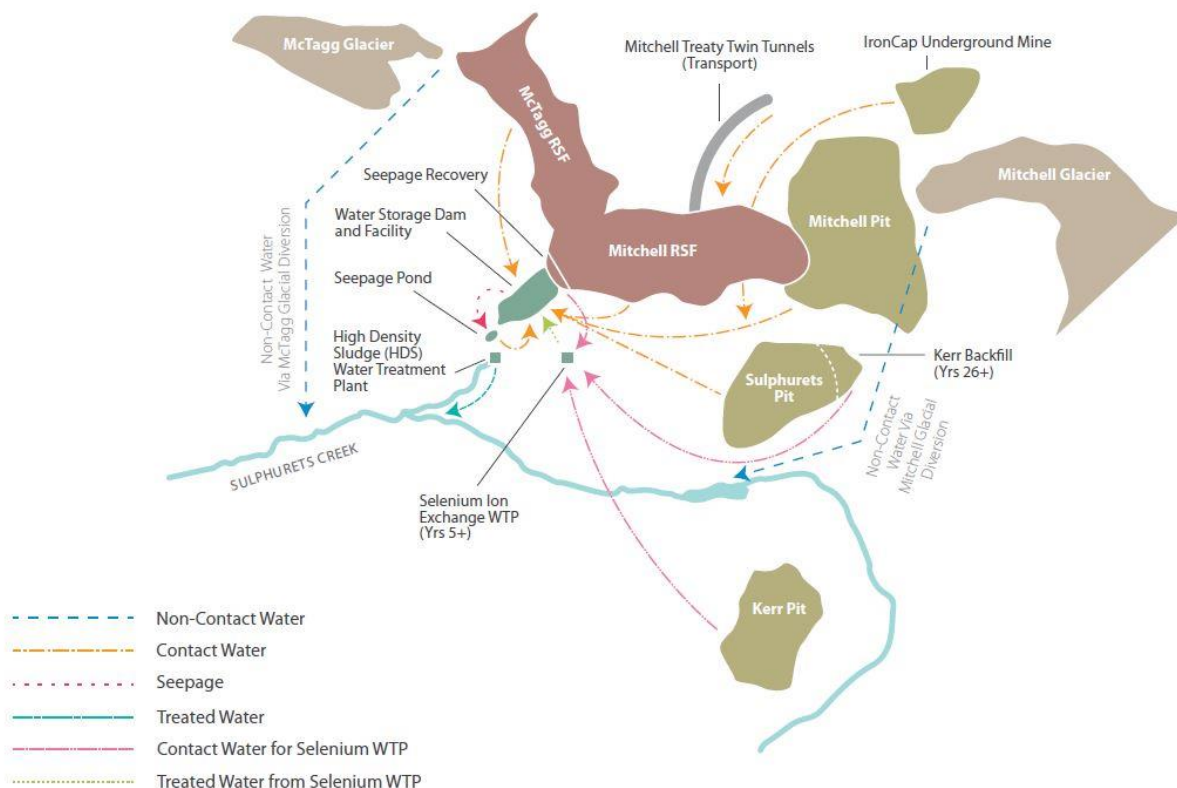 McTagg Glacier
Mitchell Treaty Twin Tunnels
(Transport)
IronCap Underground Mine
McTagg RSF
Seepage Recovery
Mitchell Glacier
Water Storage Dam
and Facility
Mitchell Pit
Mitchell RSF
Seepage Pond
Non-Contact Water
Via McTagg Glacial Diversion
High Density
Sludge (HDS)
Water Treatment
Plant
Kerr Backfill
(Yrs 26+)
Sulphurets
Pit
Non-Contact
Water Via
Mitchell Glacial
Diversion
SULPHURETS CREEK
Selenium Ion
Exchange WTP
(Yrs 5+)
Kerr Pit
Non-Contact Water
Contact Water
Seepage
Treated Water
Contact Water for Selenium WTP
Treated Water from Selenium WTP